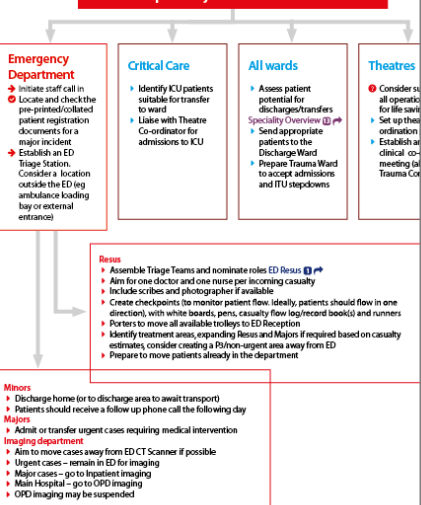 Emergency
Department
Initiate staff call in
Locate and check the
pre-printed/collated
patient registration
documents for a
major incident
Establish an ED
Triage Station.
Consider a location
outside the ED (eg
ambulance loading
bay or external
entrance)
Critical Care
Identify ICU patients
suitable for transfer
to ward
Liaise with Theatre
Co-ordinator for
admissions to ICU
All wards
Assess patient
potential for
discharges/transfers
Speciality Overview
Send appropriate
patients to the
Discharge Ward
Prepare Trauma Ward
to accept admissions
and ITU stepdowns
Theatres
Consider
all
for life
Set up
Establish
clinical
meeting
Trauma
Resus
Assemble Triage Teams and nominate roles ED Resus 1
Aim for one doctor and one nurse per incoming casualty
Include scribes and photographer if available
Create checkpoints (to monitor patient flow. Ideally, patients should flow in one
direction), with white boards, pens, casualty flow log/record book(s) and runners
Porters to move all available trolleys to ED Reception
Identify treatment areas, expanding Resus and Majors if required based on casualty
estimates, consider creating a P3/non-urgent area away from ED
Prepare to move patients already in the department
Minors
Discharge home (or to discharge area to await transport)
Patients should receive a follow up phone call the following day
Majors
Admit or transfer urgent cases requiring medical intervention
Imaging department
Aim to move cases away from ED CT Scanner if possible
Urgent cases – remain in ED for imaging
Major cases – go to Inpatient imaging
Main Hospital – go to OPD imaging
OPD imaging may be suspended